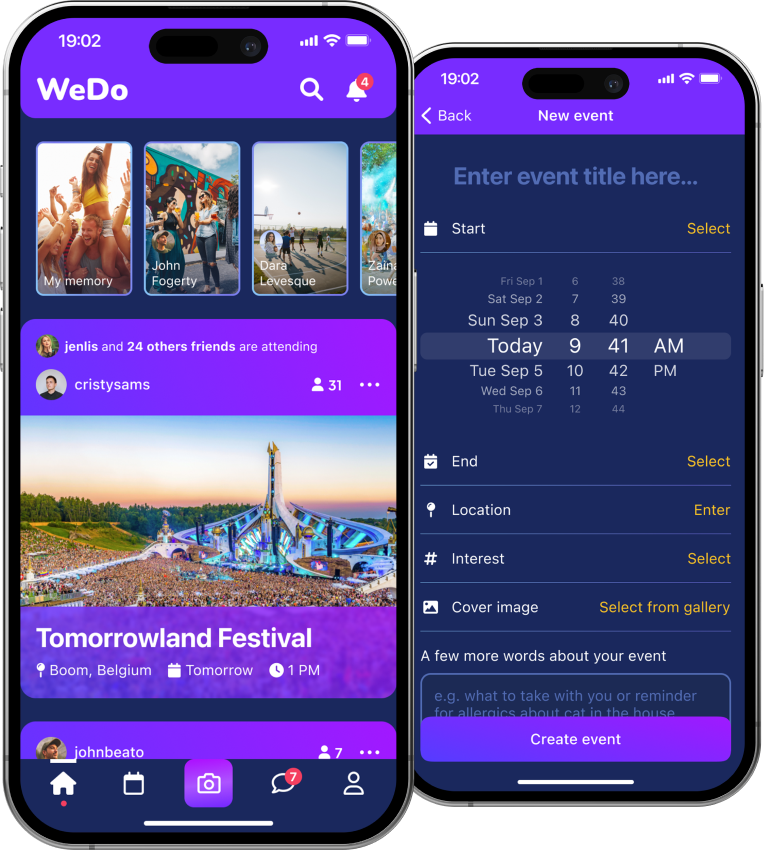 19:02
WeDo
4
My memory
John
Fogerty
Dara
Levesque
Zaina
Powe
jenlis and 24 others friends are attending
cristysams
31
Tomorrowland Festival
Boom, Belgium
Tomorrow
1 PM
johnbeato
7
7
19:02
Back
New event
Enter event title here...
Start
Select
Fri Sep 1 6 38
Sat Sep 2 7 39
Sun Sep 3 8 40
Today 9 41 AM
Tue Sep 5 10 42 PM
Wed Sep 6 11 43
Thu Sep 7 12 44
End
Select
Location
Enter
Interest
Select
Cover image
Select from gallery
A few more words about your event
e.g. what to take with you or reminder
for allergics about cat in the house
Create event